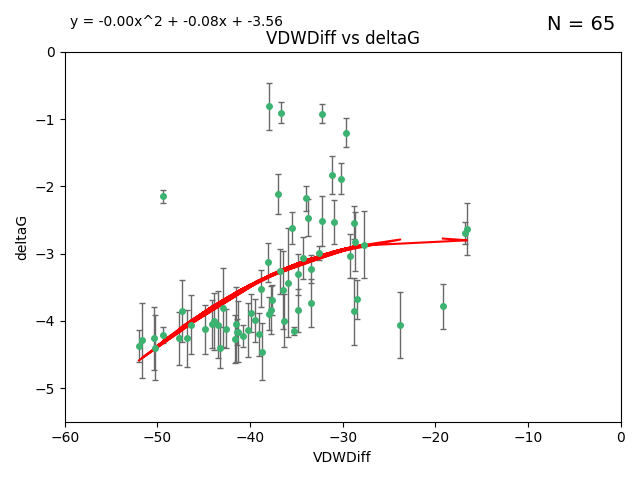 y = -0.00x^2 + -0.08x + -3.56
N = 65
VDWDiff vs deltaG
0
−1
−2
−3
−4
−5
deltaG
−60 −50 −40 −30 −20 −10 0
VDWDiff